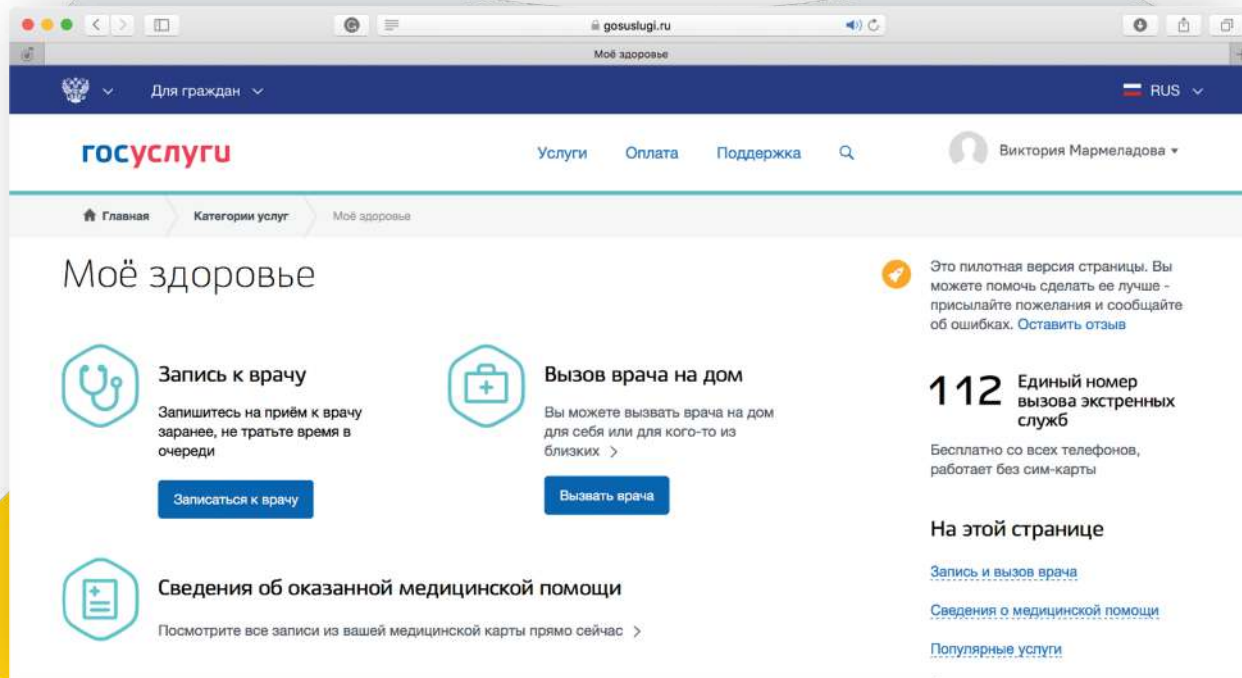 gosuslugi.ru
Моё здоровье
Для граждан
RUS
госуслуги
Услуги Оплата Поддержка
Виктория Мармеладова
Главная Категории услуг Моё здоровье
Моё здоровье
Это пилотная версия страницы. Вы
можете помочь сделать ее лучше -
присылайте пожелания и сообщайте
об ошибках. Оставить отзыв
Запись к врачу
Запишитесь на приём к врачу
заранее, не тратьте время в
очереди
Записаться к врачу
Вызов врача на дом
Вы можете вызвать врача на дом
для себя или для кого-то из
близких >
Вызвать врача
112 Единый номер
вызова экстренных
служб
Бесплатно со всех телефонов,
работает без сим-карты
Сведения об оказанной медицинской помощи
Посмотрите все записи из вашей медицинской карты прямо сейчас >
На этой странице
Запись и вызов врача
Сведения о медицинской помощи
Популярные услуги